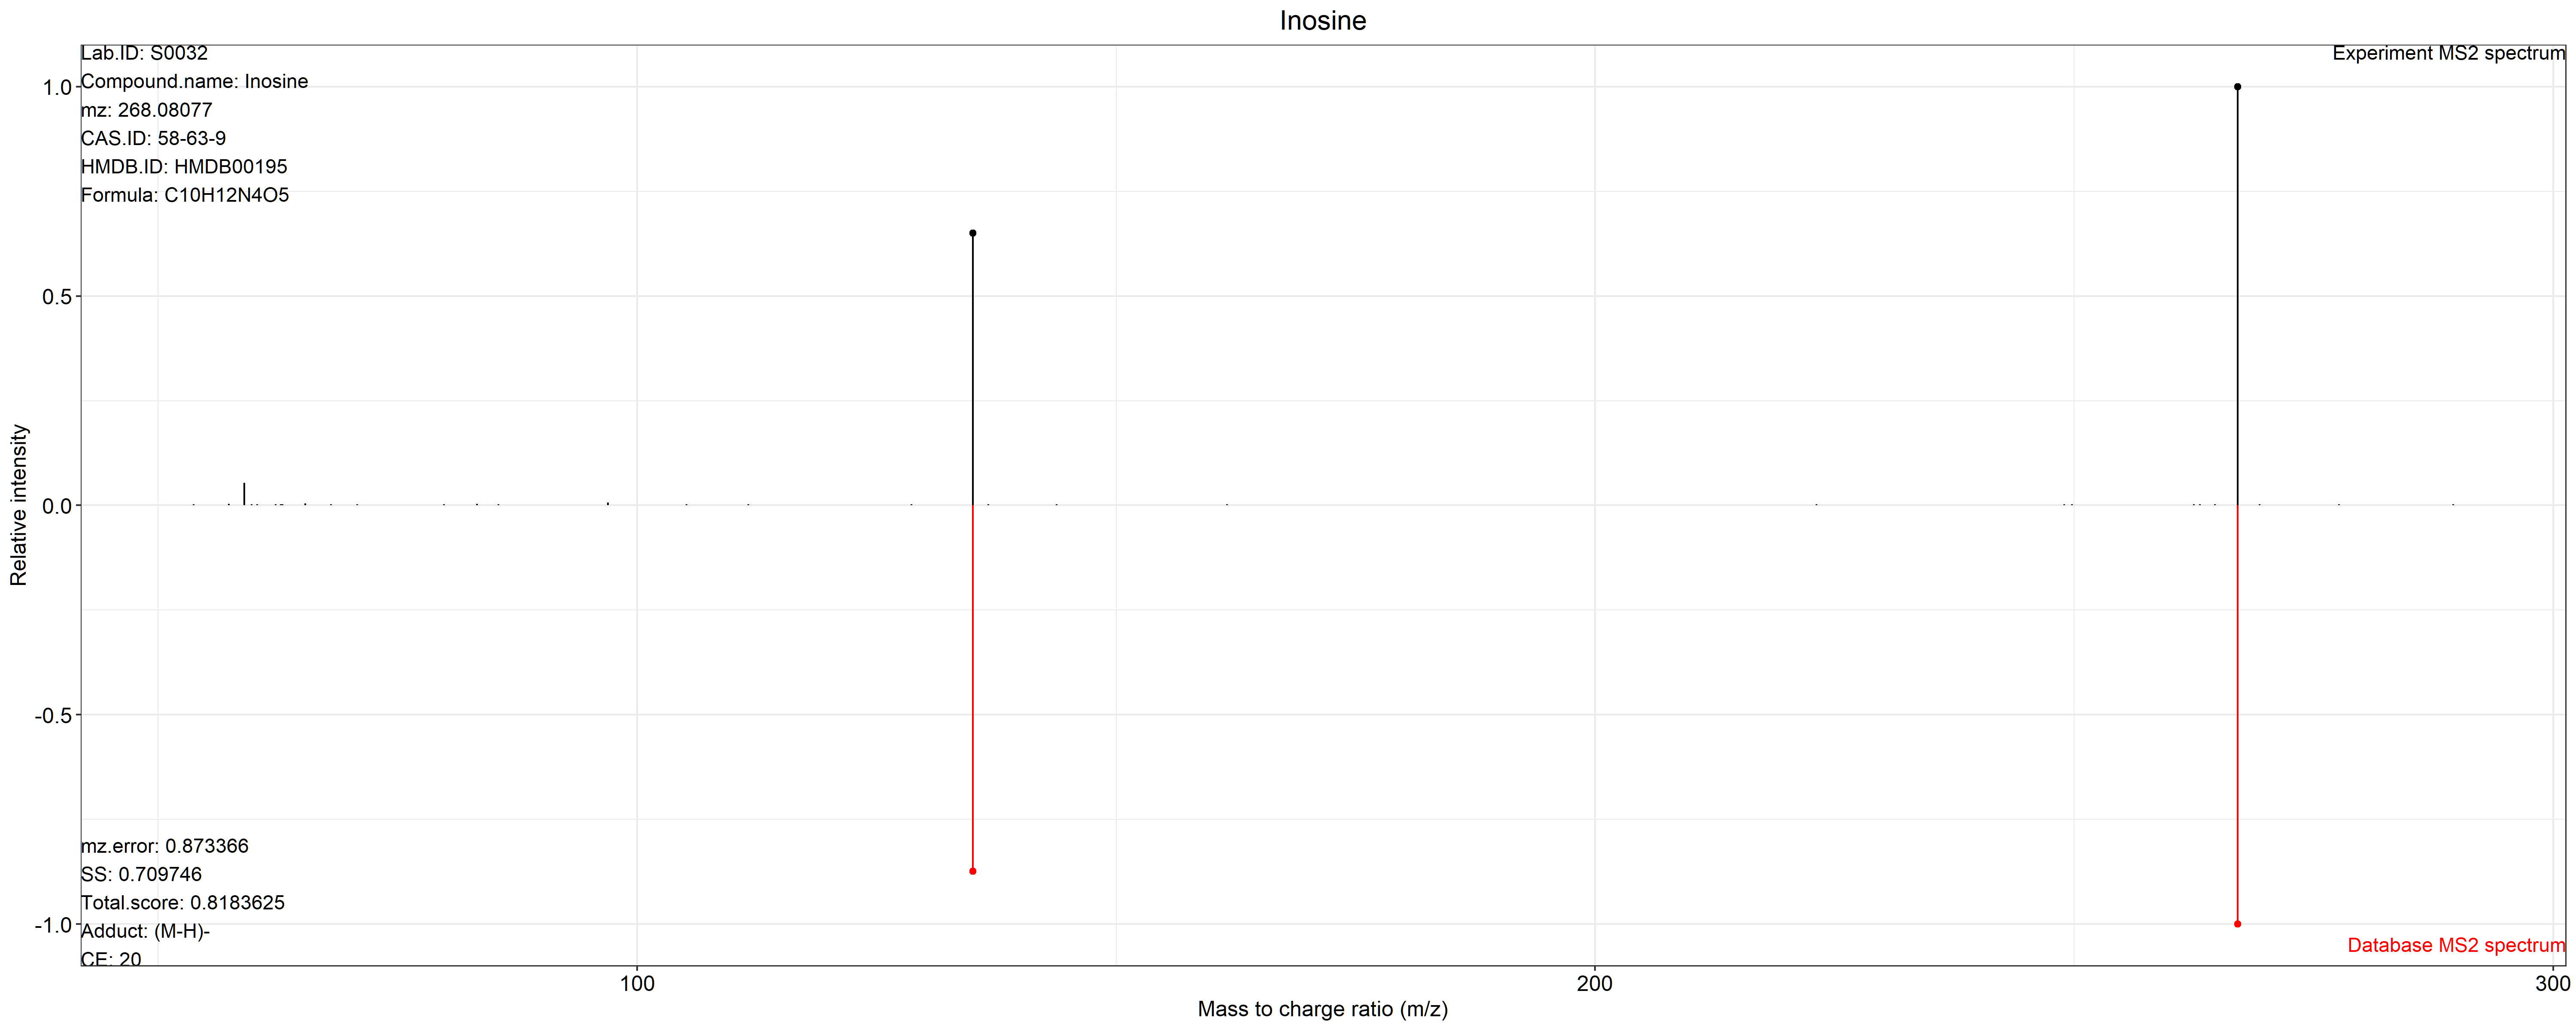 Inosine
Lab.ID: S0032
Experiment MS2 spectrum
Compound.name: Inosine
mz: 268.08077
CAS.ID: 58-63-9
HMDB.ID: HMDB00195
Formula: C10H12N4O5
1.0
0.5
0.0
-0.5
-1.0
Relative intensity
mz.error: 0.873366
SS: 0.709746
Total.score: 0.8183625
Adduct: (M-H)-
CE: 20
Database MS2 spectrum
100
200
300
Mass to charge ratio (m/z)